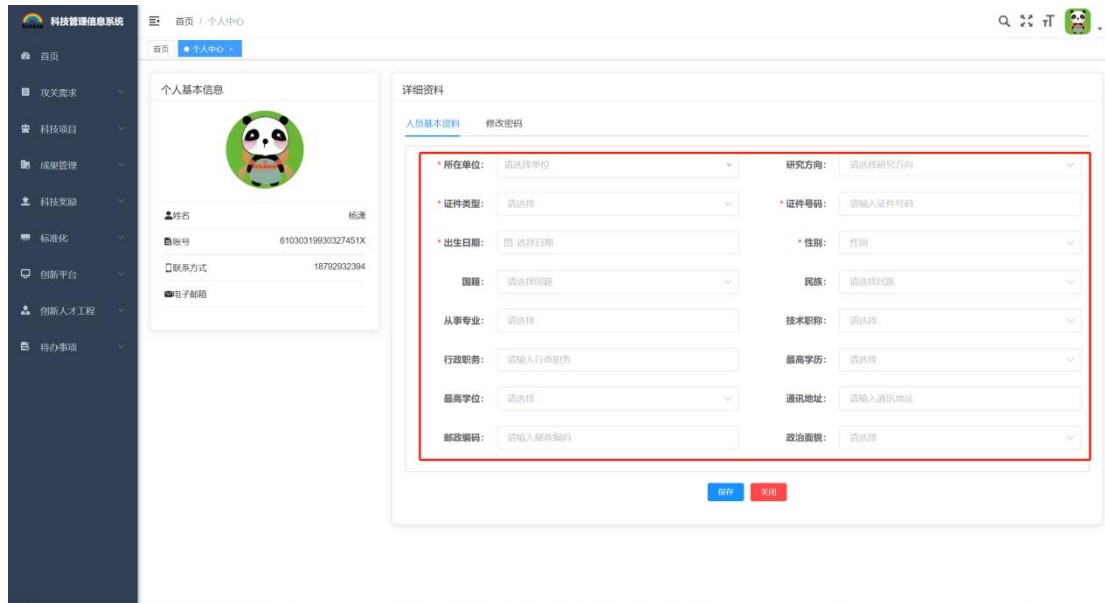 科技管理信息系统
首页 / 个人中心
首页 ● 个人中心 ×
首页
攻关需求
科技项目
成果管理
科技奖励
标准化
创新平台
创新人才工程
待办事项
个人基本信息
姓名 杨潇
账号 61030319930327451X
联系方式 18792932394
电子邮箱
详细资料
人员基本资料 修改密码
* 所在单位: 请选择单位 研究方向: 请选择研究方向
* 证件类型: 请选择 * 证件号码: 请输入证件号码
* 出生日期: 选择日期 * 性别: 性别
国籍: 请选择国籍 民族: 请选择民族
从事专业: 请选择 技术职称: 请选择
行政职务: 请输入行政职务 最高学历: 请选择
最高学位: 请选择 通讯地址: 请输入通讯地址
邮政编码: 请输入邮政编码 政治面貌: 请选择
保存 关闭